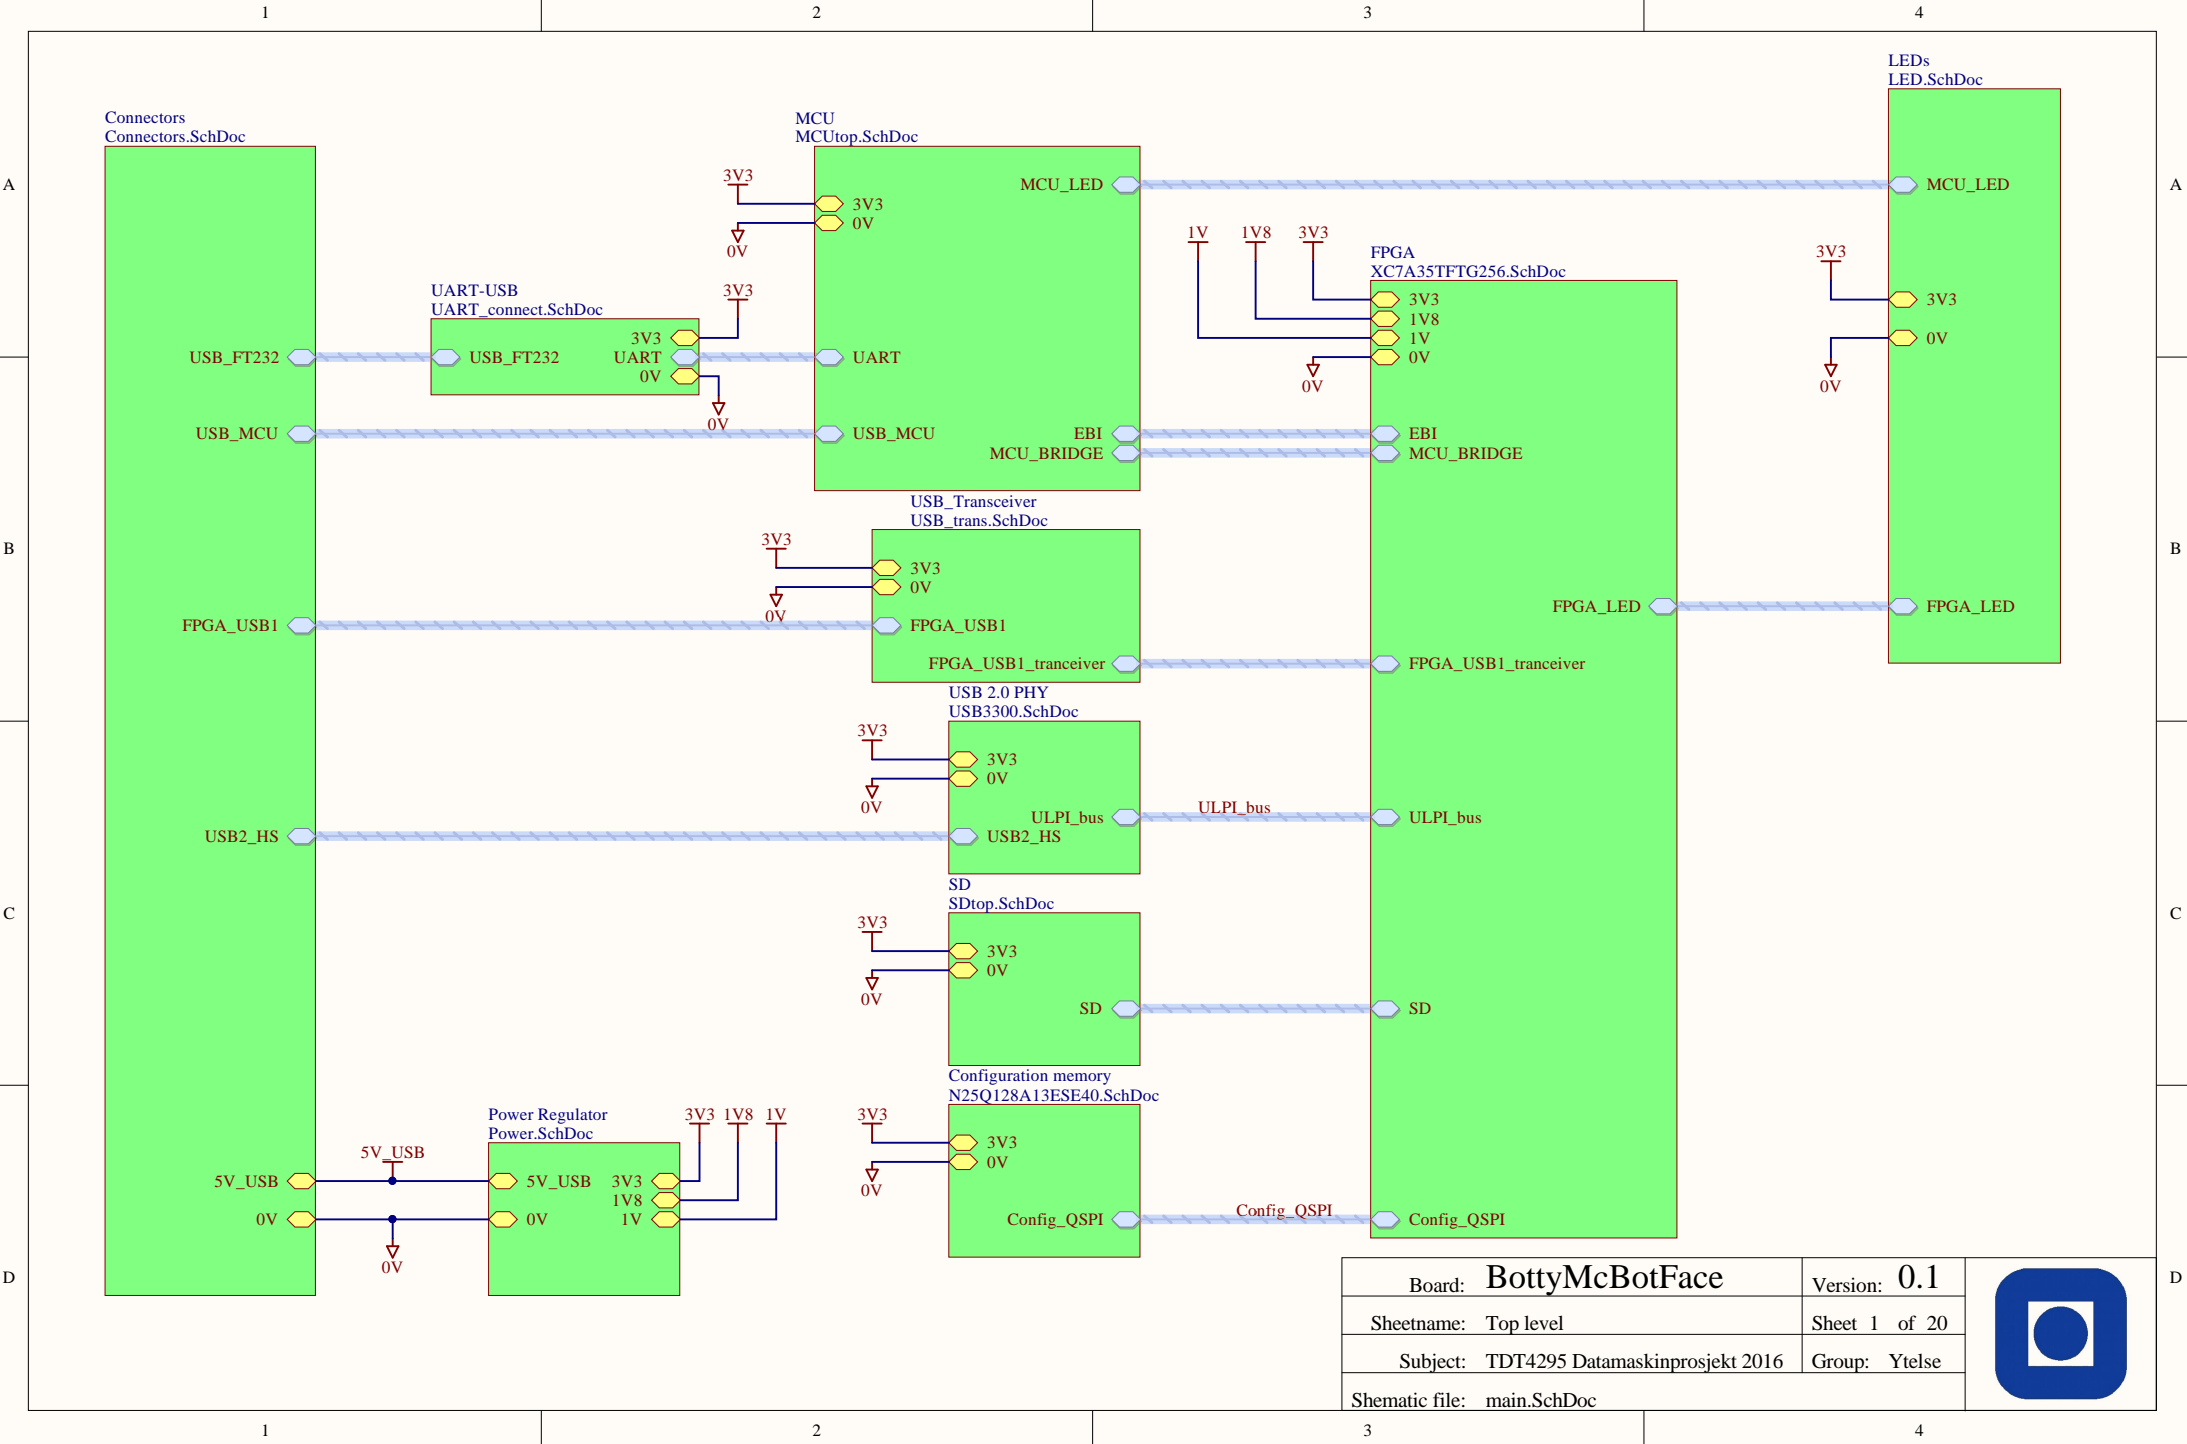 1 2 3 4
A
B
C
D
A
B
C
D
Connectors
Connectors.SchDoc
USB_FT232
USB_MCU
FPGA_USB1
USB2_HS
5V_USB
0V
5V_USB
0V
UART-USB
UART_connect.SchDoc
USB_FT232
3V3
UART
0V
3V3
0V
Power Regulator
Power.SchDoc
5V_USB
0V
3V3
1V8
1V
3V3 1V8 1V
MCU
MCUtop.SchDoc
3V3
0V
3V3
0V
UART
USB_MCU
MCU_LED
EBI
MCU_BRIDGE
USB_Transceiver
USB_trans.SchDoc
3V3
0V
3V3
0V
FPGA_USB1
FPGA_USB1_tranceiver
USB 2.0 PHY
USB3300.SchDoc
3V3
0V
3V3
0V
ULPI_bus
USB2_HS
ULPI_bus
SD
SDtop.SchDoc
3V3
0V
3V3
0V
SD
Configuration memory
N25Q128A13ESE40.SchDoc
3V3
0V
3V3
0V
Config_QSPI
Config_QSPI
1V 1V8 3V3
0V
FPGA
XC7A35TFTG256.SchDoc
3V3
1V8
1V
0V
EBI
MCU_BRIDGE
FPGA_LED
FPGA_USB1_tranceiver
ULPI_bus
SD
Config_QSPI
LEDs
LED.SchDoc
MCU_LED
3V3
3V3
0V
0V
FPGA_LED
Board: BottyMcBotFace Version: 0.1
Sheetname: Top level Sheet 1 of 20
Subject: TDT4295 Datamaskinprosjekt 2016 Group: Ytelse
Shematic file: main.SchDoc
1 2 3 4